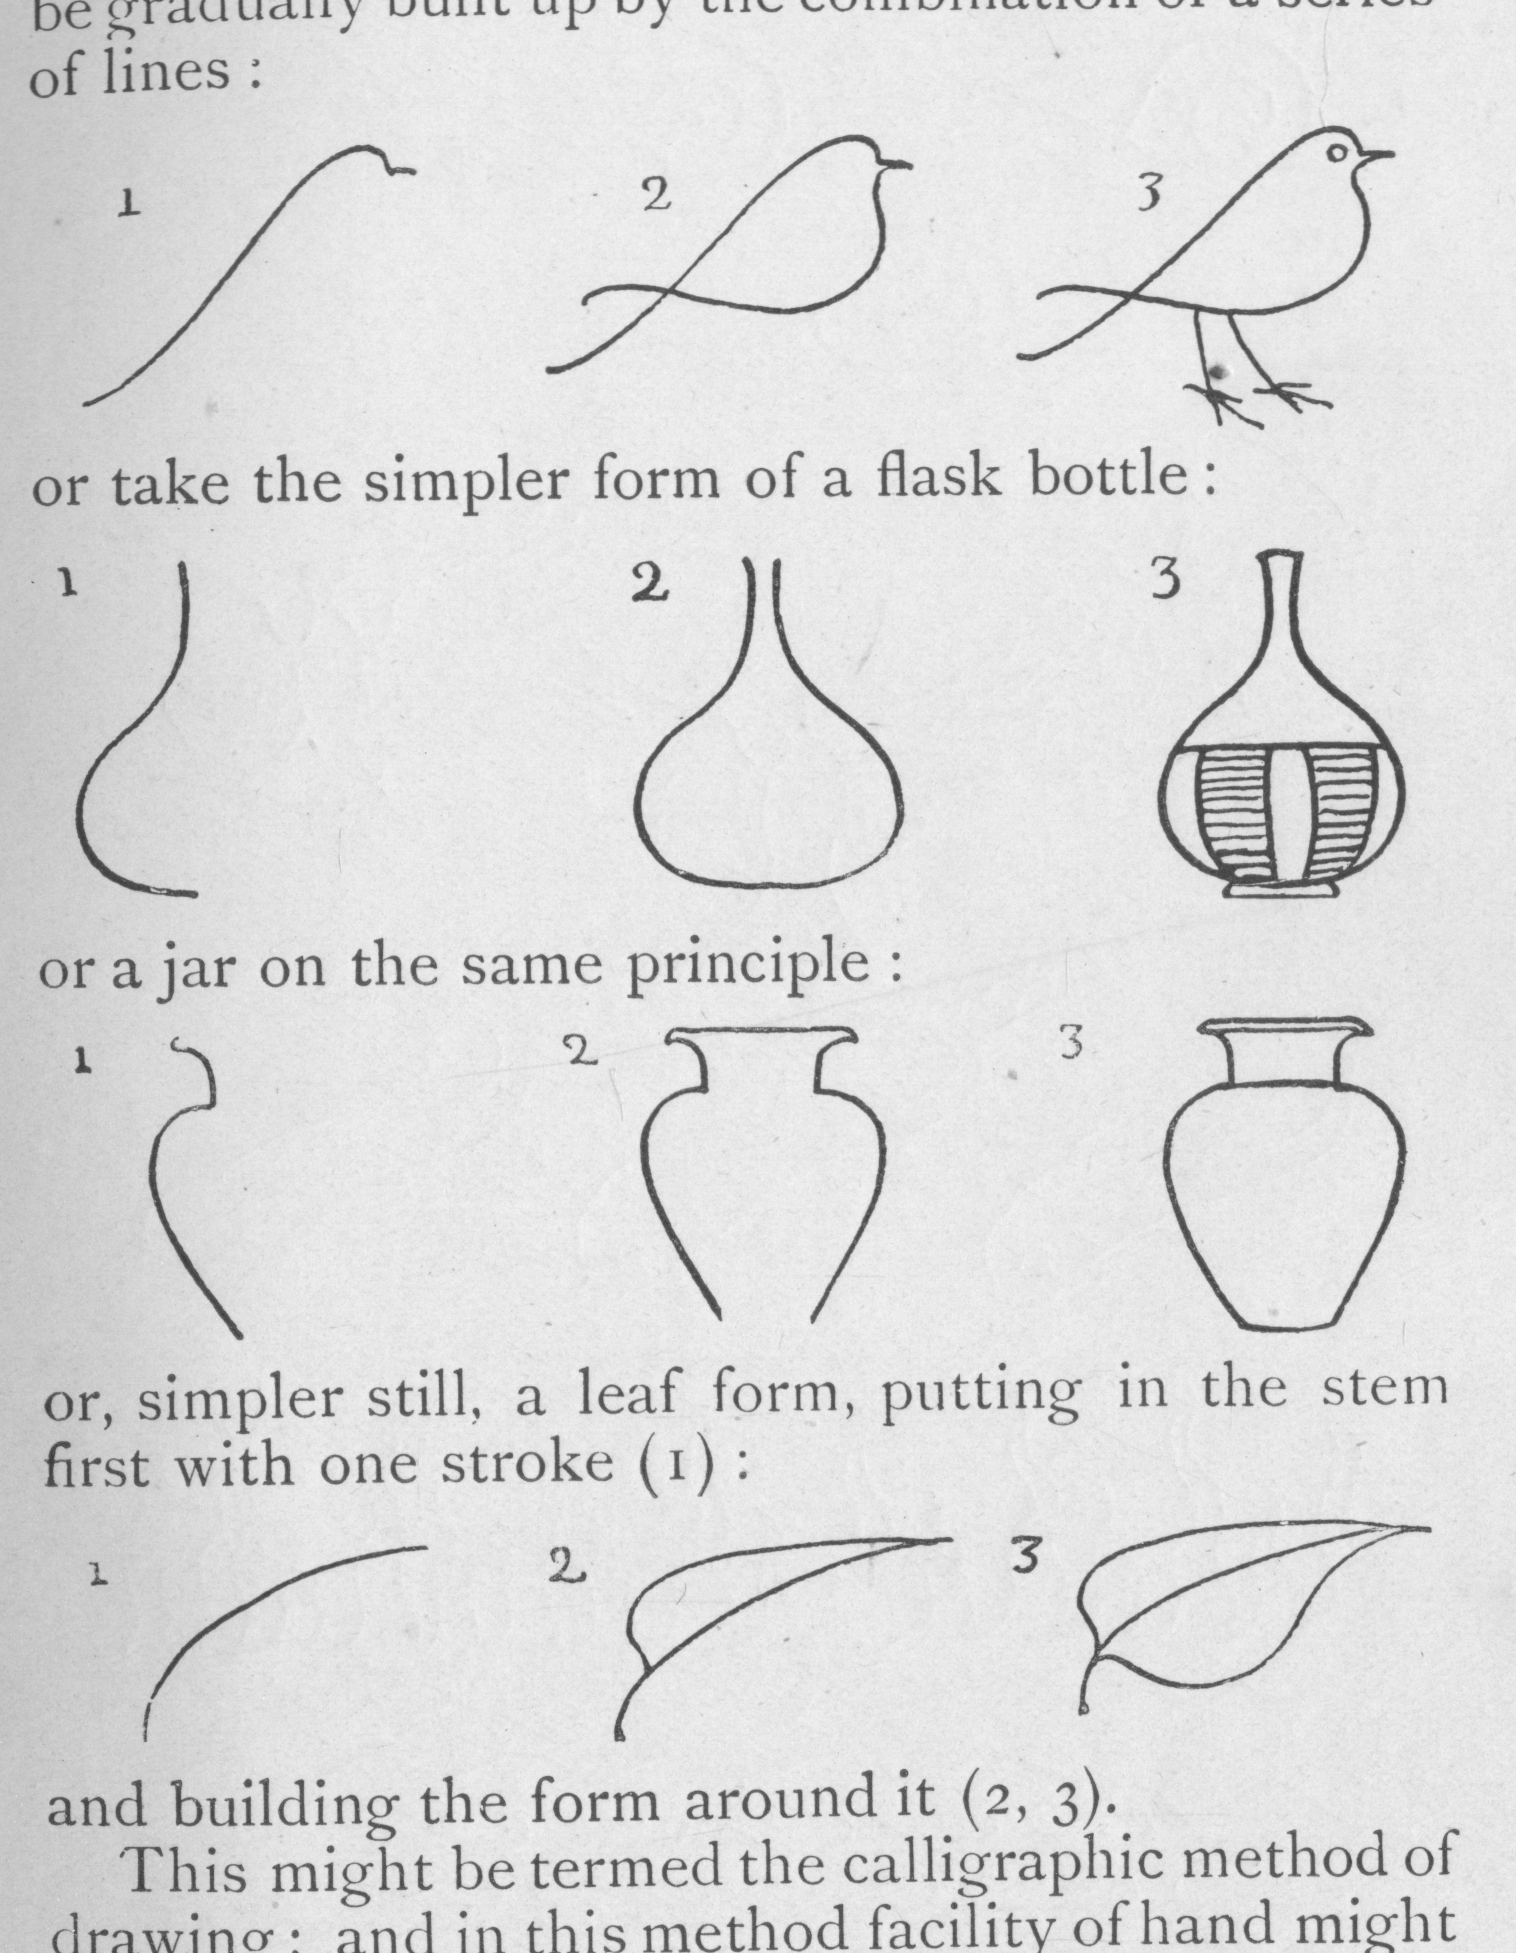 be gradually built up by the combination of a series
of lines :
1 2 3
or take the simpler form of a flask bottle :
1 2 3
or a jar on the same principle :
1 2 3
or, simpler still, a leaf form, putting in the stem
first with one stroke (1) :
1 2 3
and building the form around it (2, 3).
This might be termed the calligraphic method of
drawing : and in this method facility of hand might